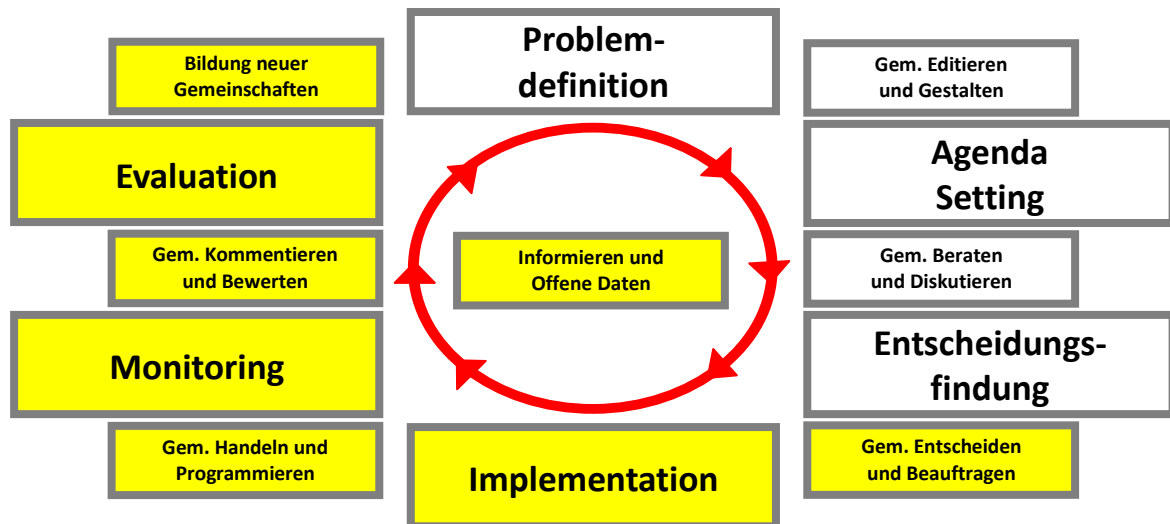 Problem-
definition
Gem. Editieren
und Gestalten
Agenda
Setting
Gem. Beraten
und Diskutieren
Entscheidungs-
findung
Gem. Entscheiden
und Beauftragen
Implementation
Gem. Handeln und
Programmieren
Monitoring
Gem. Kommentieren
und Bewerten
Evaluation
Bildung neuer
Gemeinschaften
Informieren und
Offene Daten